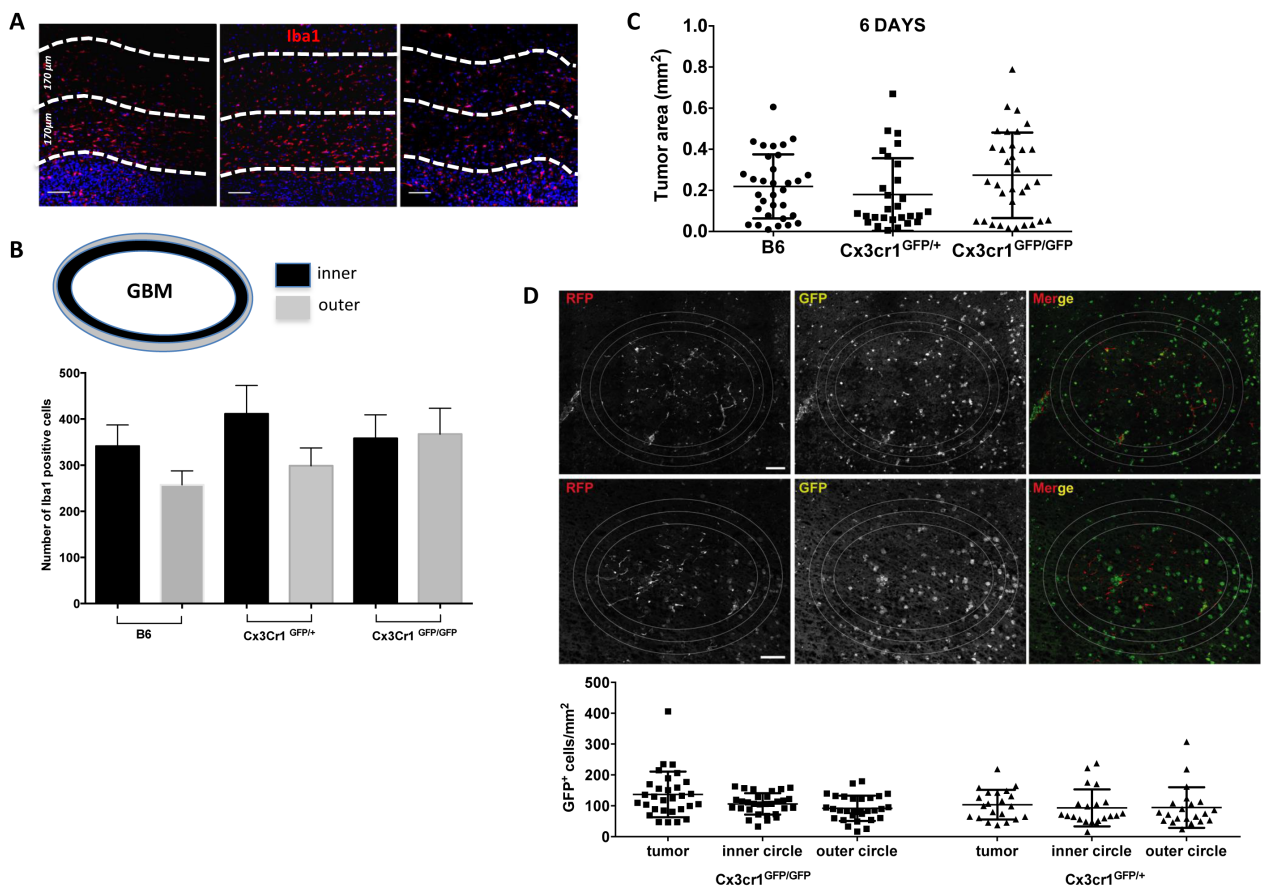 A
Iba1
170 µm
170µm
B
GBM
inner
outer
500
400
300
200
100
0
Number of Iba1 positive cells
B6
Cx3Cr1 GFP/+
Cx3Cr1 GFP/GFP
C
6 DAYS
1.0
0.8
0.6
0.4
0.2
0.0
Tumor area (mm²)
B6
Cx3cr1GFP/+
Cx3cr1GFP/GFP
D
RFP
GFP
Merge
RFP
GFP
Merge
500
400
300
200
100
0
GFP⁺ cells/mm²
tumor
inner circle
outer circle
tumor
inner circle
outer circle
Cx3cr1GFP/GFP
Cx3cr1GFP/+